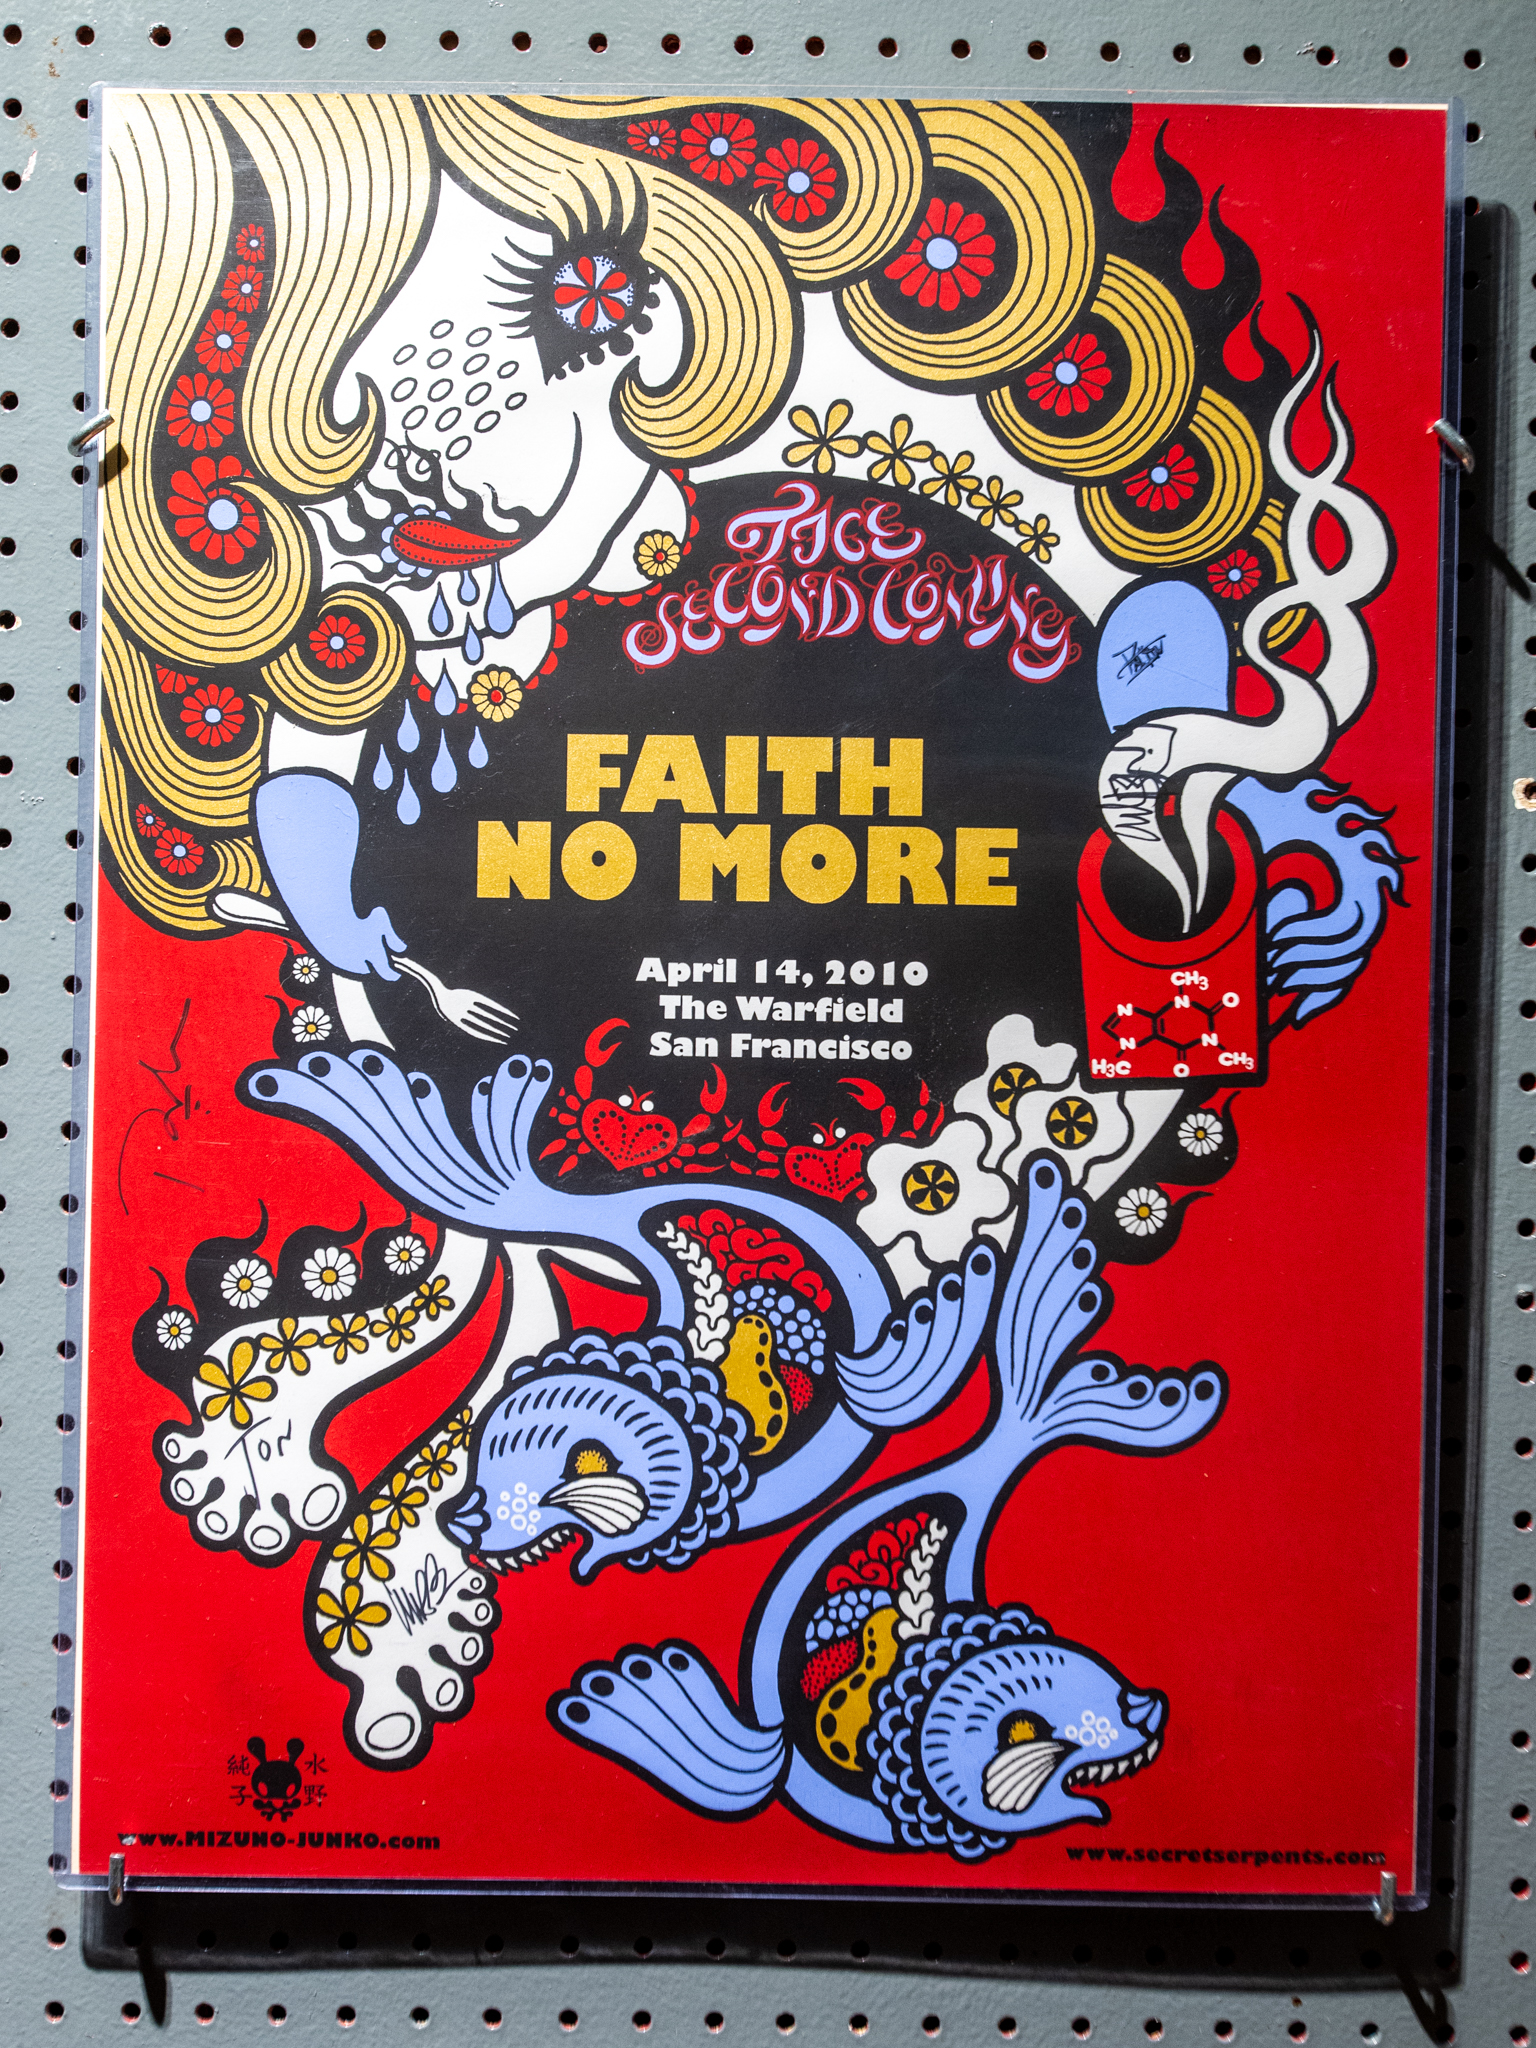 THE
SECOND COMING
FAITH
NO MORE
April 14, 2010
The Warfield
San Francisco
CH3
N
N
O
N
N
H3C
O
CH3
Jon
純
水
子
野
www.MIZUNO-JUNKO.com
www.secretserpents.com